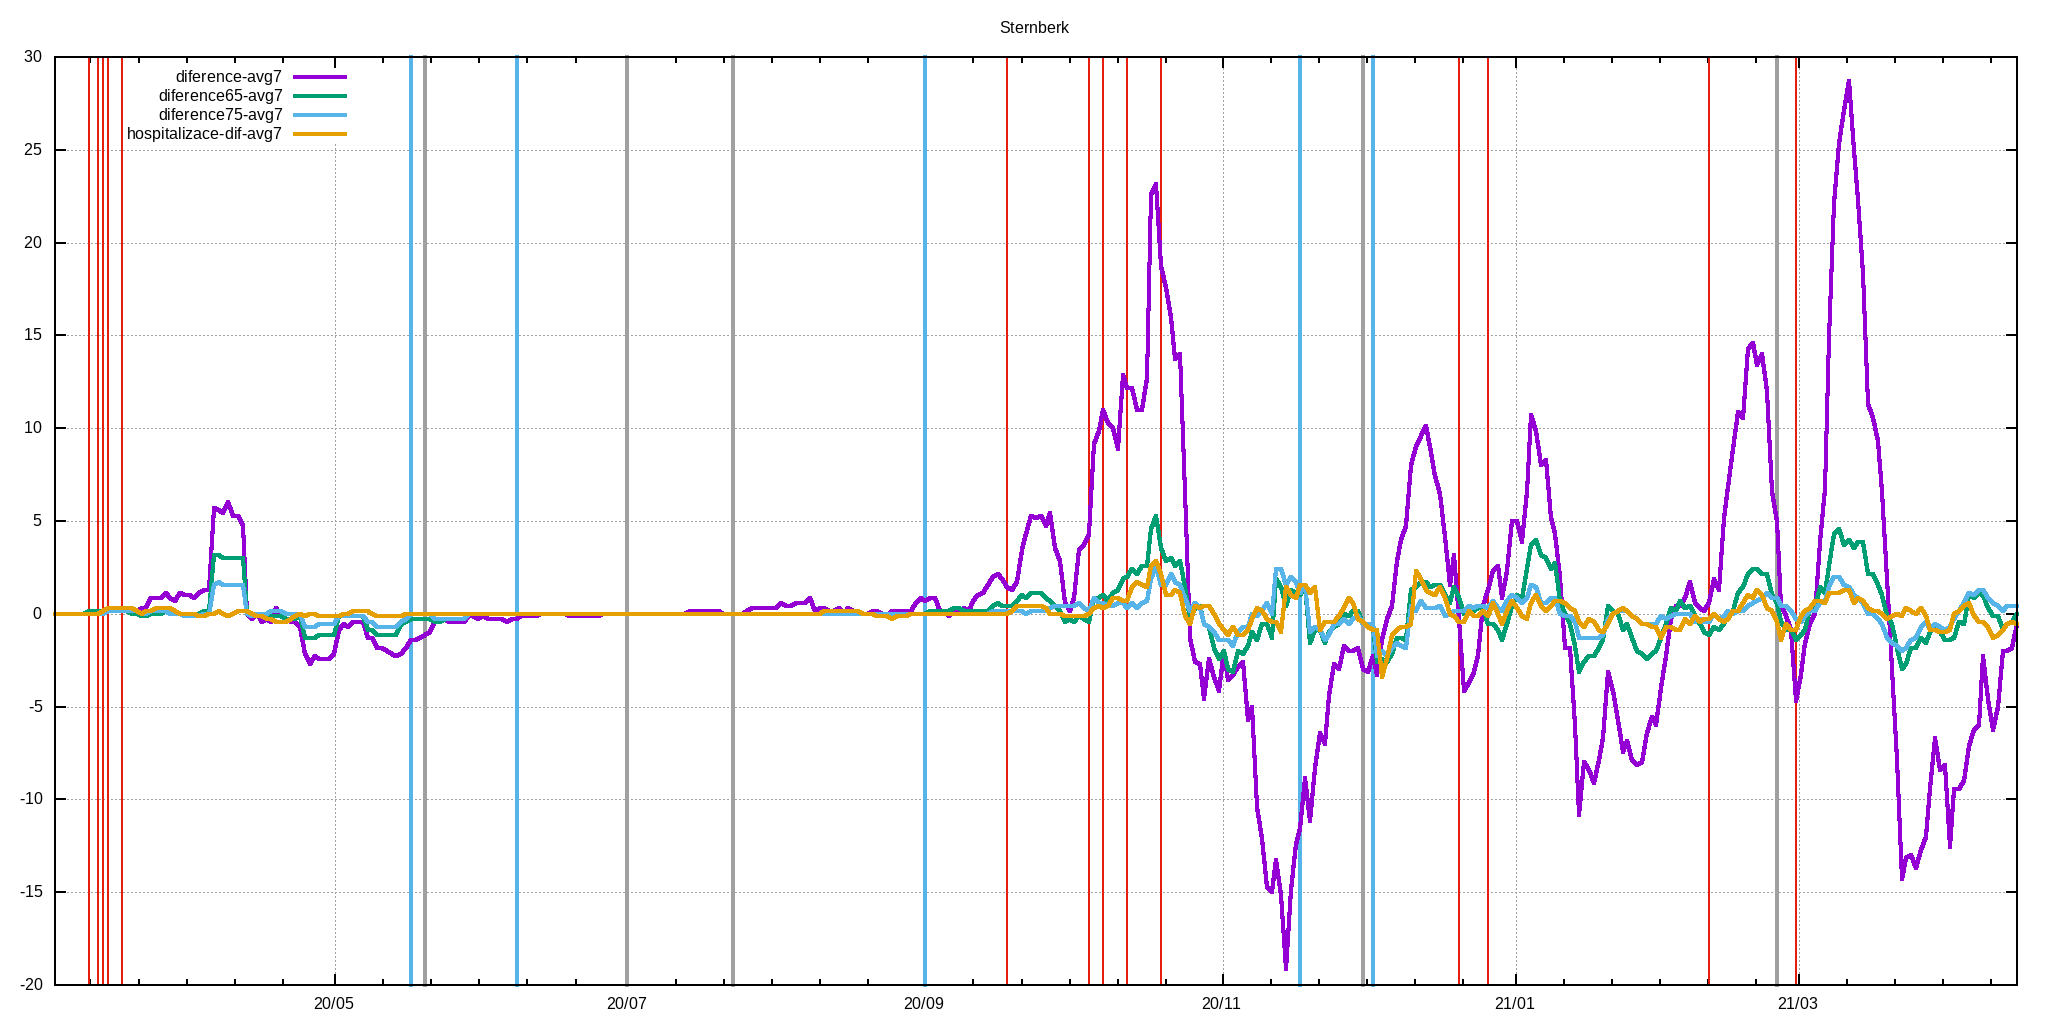 Sternberk
diference-avg7
diference65-avg7
diference75-avg7
hospitalizace-dif-avg7
30
25
20
15
10
5
0
-5
-10
-15
-20
20/05 20/07 20/09 20/11 21/01 21/03